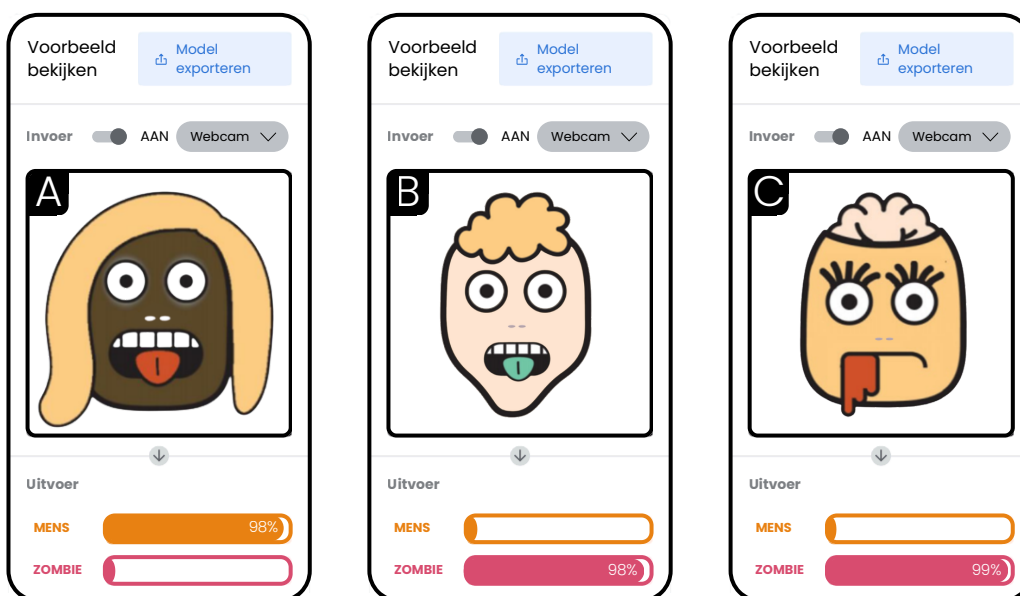 Voorbeeld
bekijken
Model
exporteren
Invoer
AAN
Webcam
A
Uitvoer
MENS
98%
ZOMBIE
Voorbeeld
bekijken
Model
exporteren
Invoer
AAN
Webcam
B
Uitvoer
MENS
ZOMBIE
98%
Voorbeeld
bekijken
Model
exporteren
Invoer
AAN
Webcam
C
Uitvoer
MENS
ZOMBIE
99%